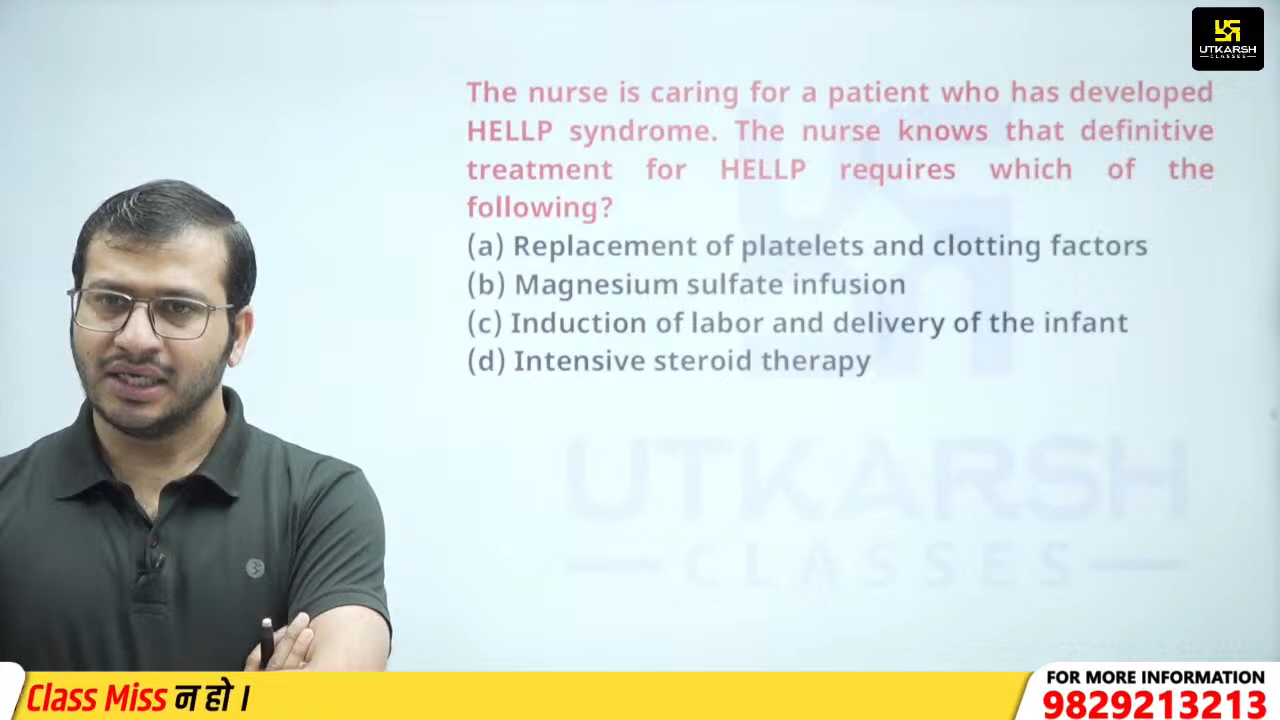 UTKARSH
CLASSES
The nurse is caring for a patient who has developed
HELLP syndrome. The nurse knows that definitive
treatment for HELLP requires which of the
following?
(a) Replacement of platelets and clotting factors
(b) Magnesium sulfate infusion
(c) Induction of labor and delivery of the infant
(d) Intensive steroid therapy
UTKARSH
CLASSES
Class Miss न हो ।
FOR MORE INFORMATION
9829213213